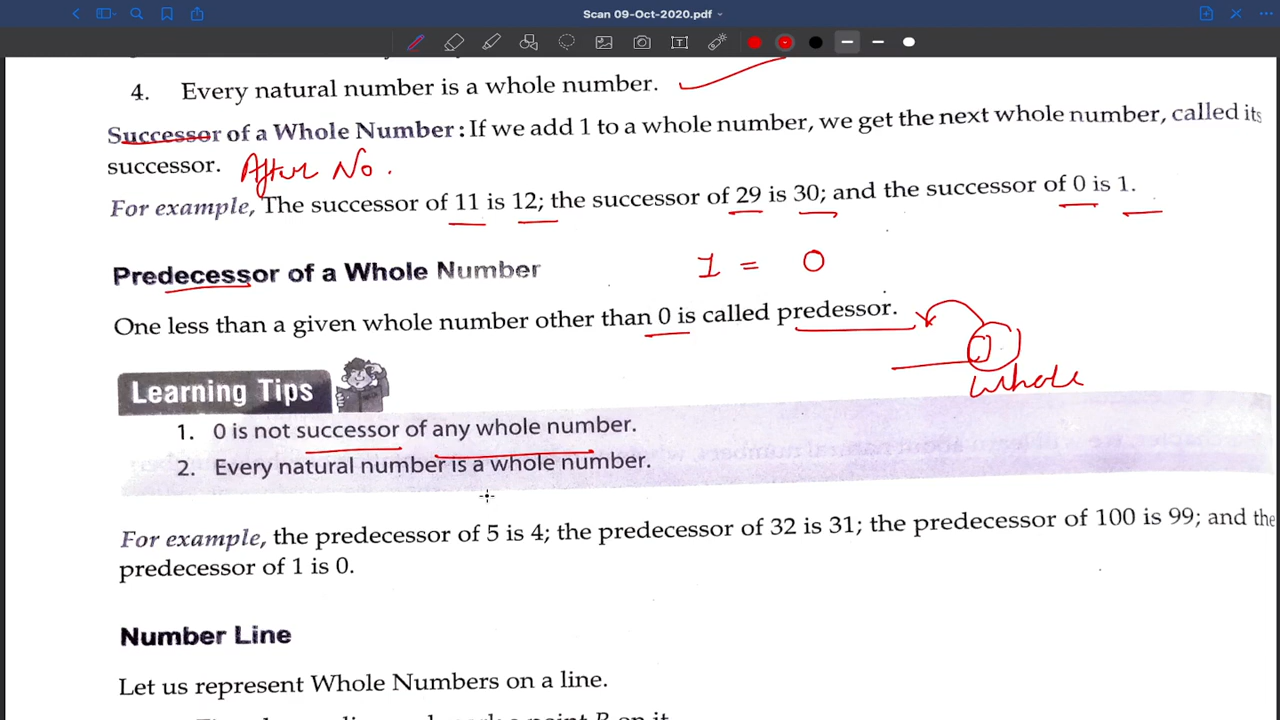 Scan 09-Oct-2020.pdf
4. Every natural number is a whole number.
Successor of a Whole Number : If we add 1 to a whole number, we get the next whole number, called its
successor. After No.
For example, The successor of 11 is 12; the successor of 29 is 30; and the successor of 0 is 1.
Predecessor of a Whole Number 1 = 0
One less than a given whole number other than 0 is called predessor.
0
Whole
Learning Tips
1. 0 is not successor of any whole number.
2. Every natural number is a whole number.
For example, the predecessor of 5 is 4; the predecessor of 32 is 31; the predecessor of 100 is 99; and the
predecessor of 1 is 0.
Number Line
Let us represent Whole Numbers on a line.